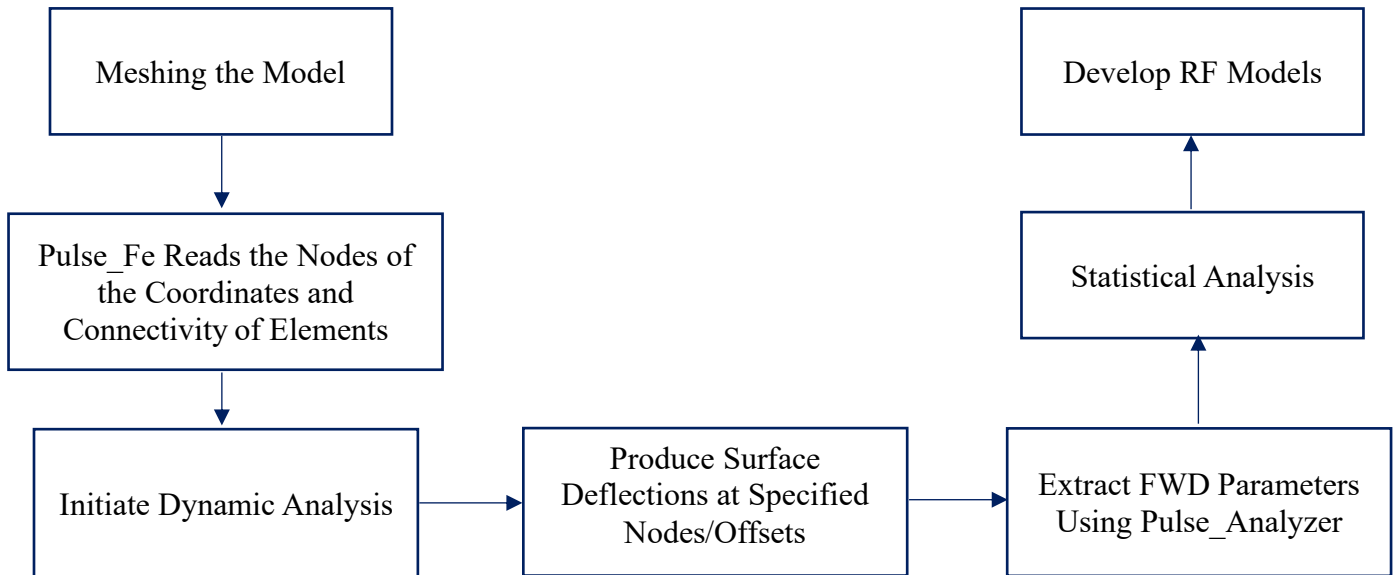 Meshing the Model
Pulse_Fe Reads the Nodes of
the Coordinates and
Connectivity of Elements
Initiate Dynamic Analysis
Produce Surface
Deflections at Specified
Nodes/Offsets
Extract FWD Parameters
Using Pulse_Analyzer
Statistical Analysis
Develop RF Models